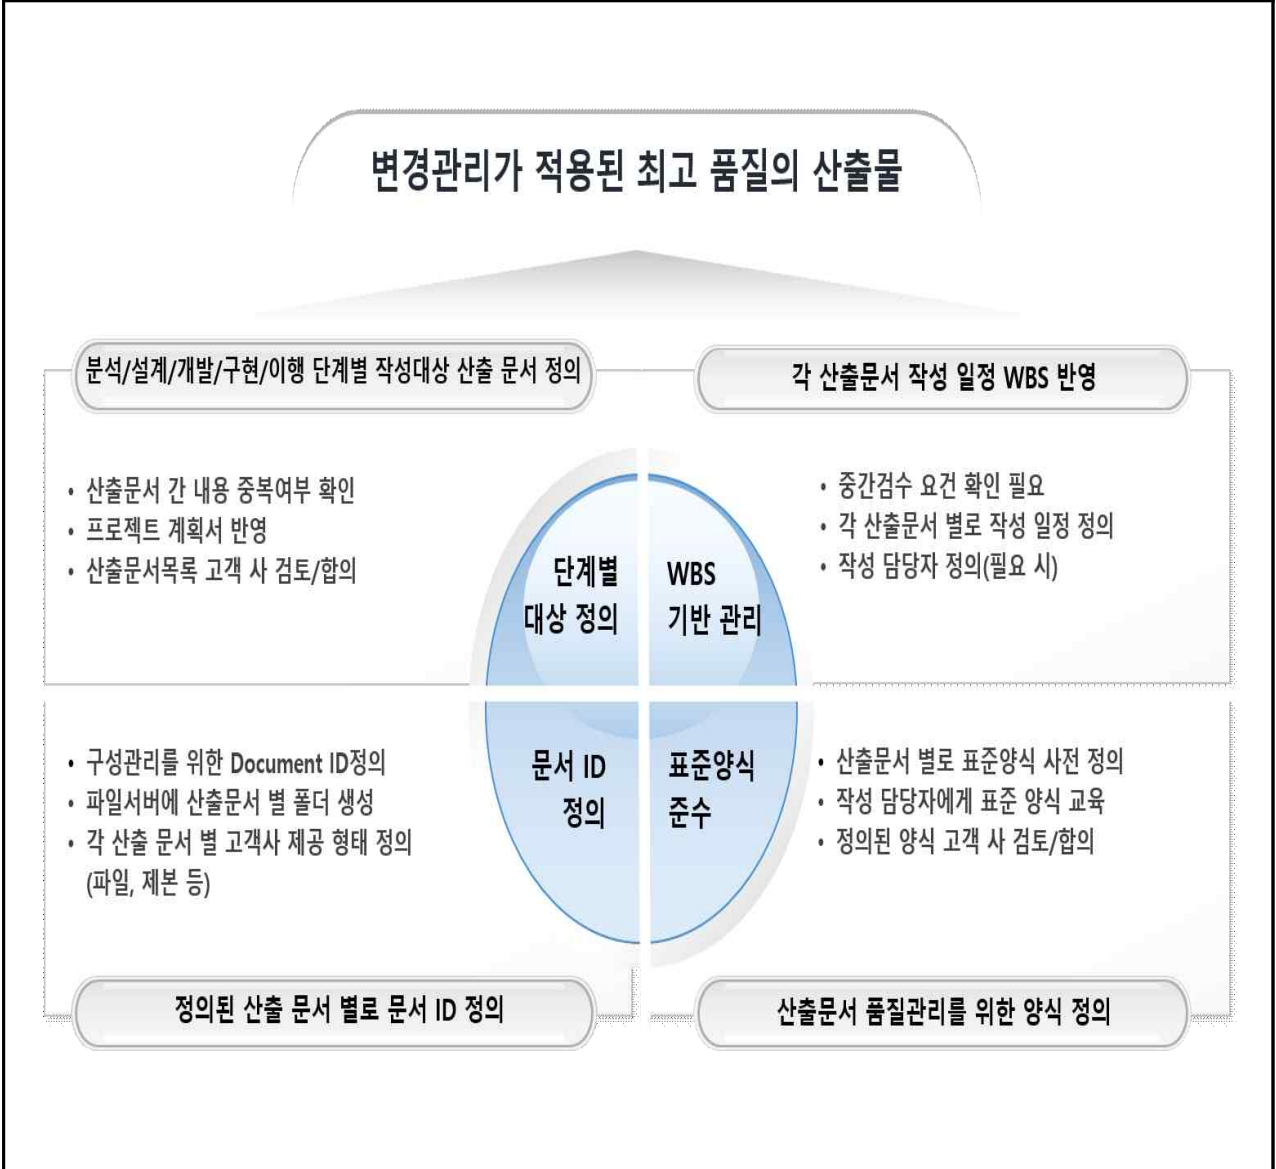 변경관리가 적용된 최고 품질의 산출물
분석/설계/개발/구현/이행 단계별 작성대상 산출 문서 정의
각 산출문서 작성 일정 WBS 반영
• 산출문서 간 내용 중복여부 확인
• 프로젝트 계획서 반영
• 산출문서목록 고객 사 검토/합의
• 중간검수 요건 확인 필요
• 각 산출문서 별로 작성 일정 정의
• 작성 담당자 정의(필요 시)
단계별
대상 정의
WBS
기반 관리
• 구성관리를 위한 Document ID정의
• 파일서버에 산출문서 별 폴더 생성
• 각 산출 문서 별 고객사 제공 형태 정의
(파일, 제본 등)
문서 ID
정의
표준양식
준수
• 산출문서 별로 표준양식 사전 정의
• 작성 담당자에게 표준 양식 교육
• 정의된 양식 고객 사 검토/합의
정의된 산출 문서 별로 문서 ID 정의
산출문서 품질관리를 위한 양식 정의